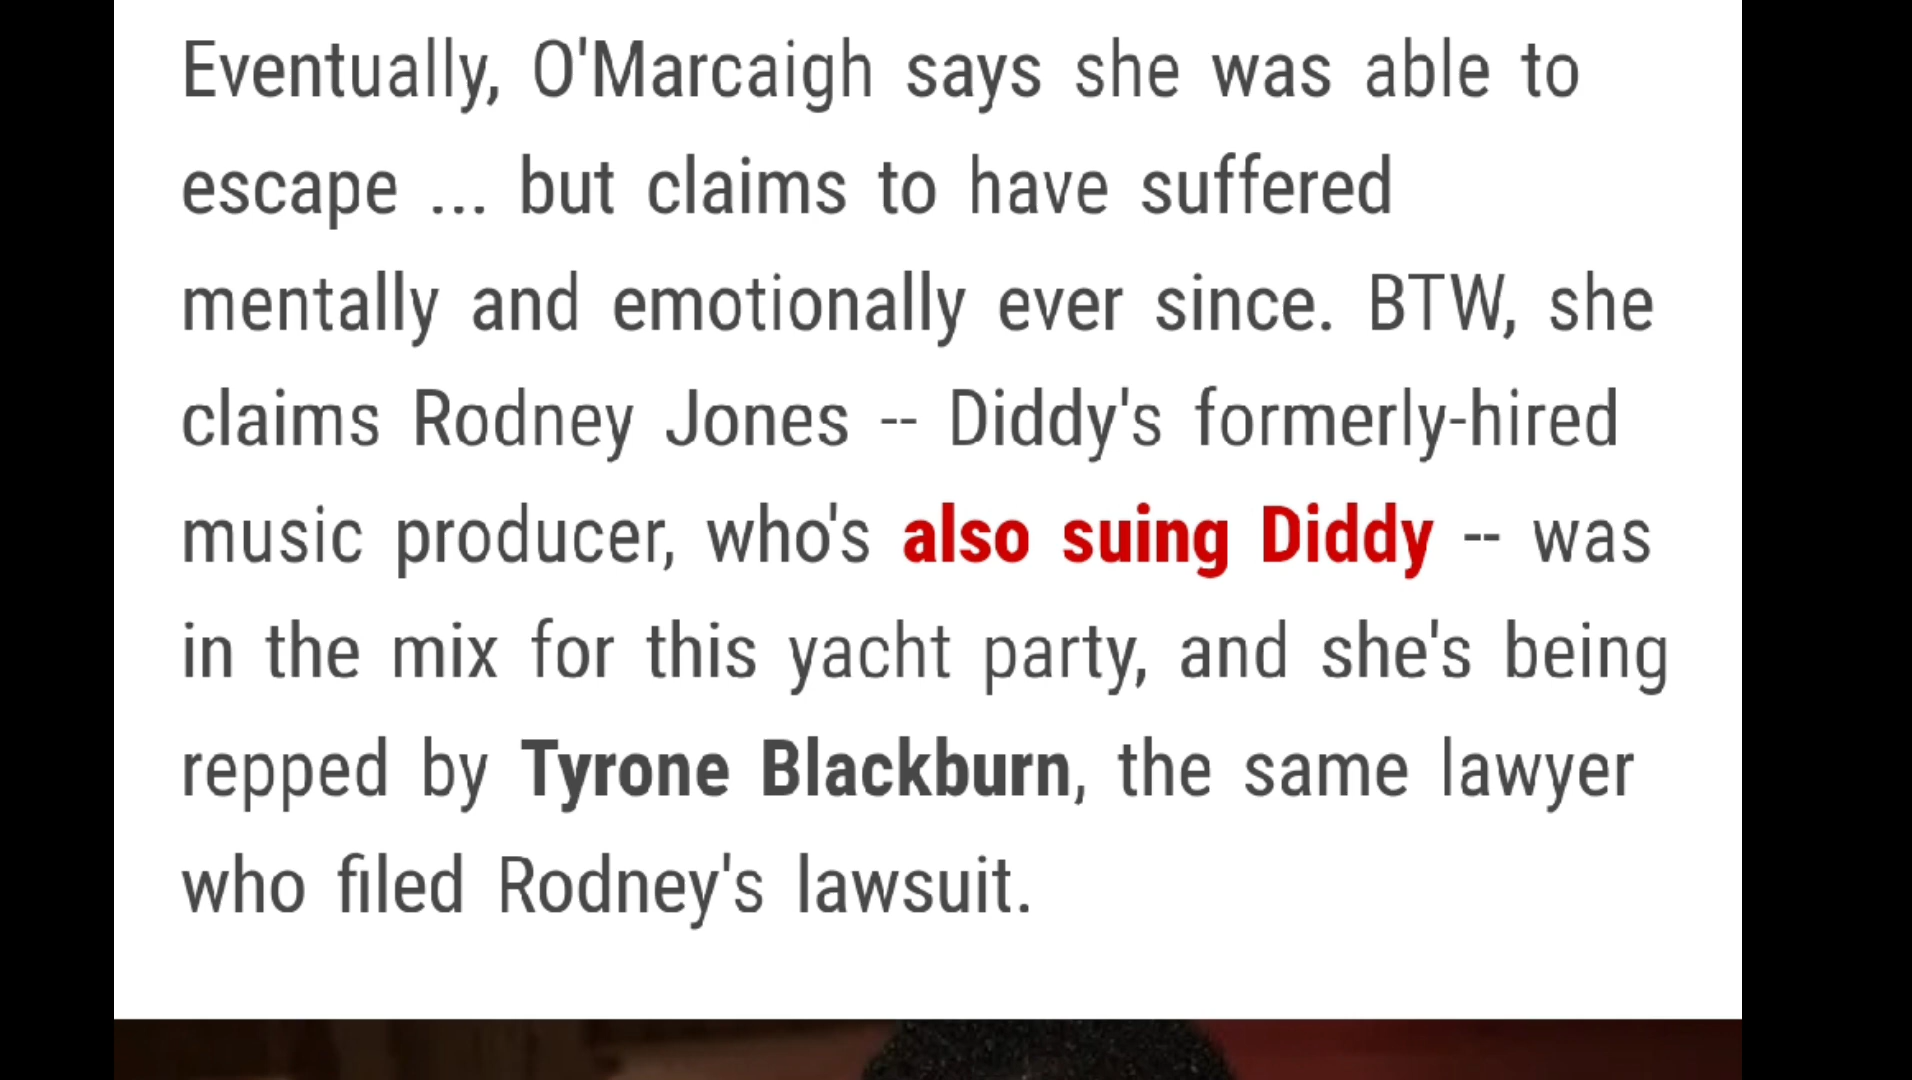 Eventually, O'Marcaigh says she was able to
escape ... but claims to have suffered
mentally and emotionally ever since. BTW, she
claims Rodney Jones -- Diddy's formerly-hired
music producer, who's also suing Diddy -- was
in the mix for this yacht party, and she's being
repped by Tyrone Blackburn, the same lawyer
who filed Rodney's lawsuit.